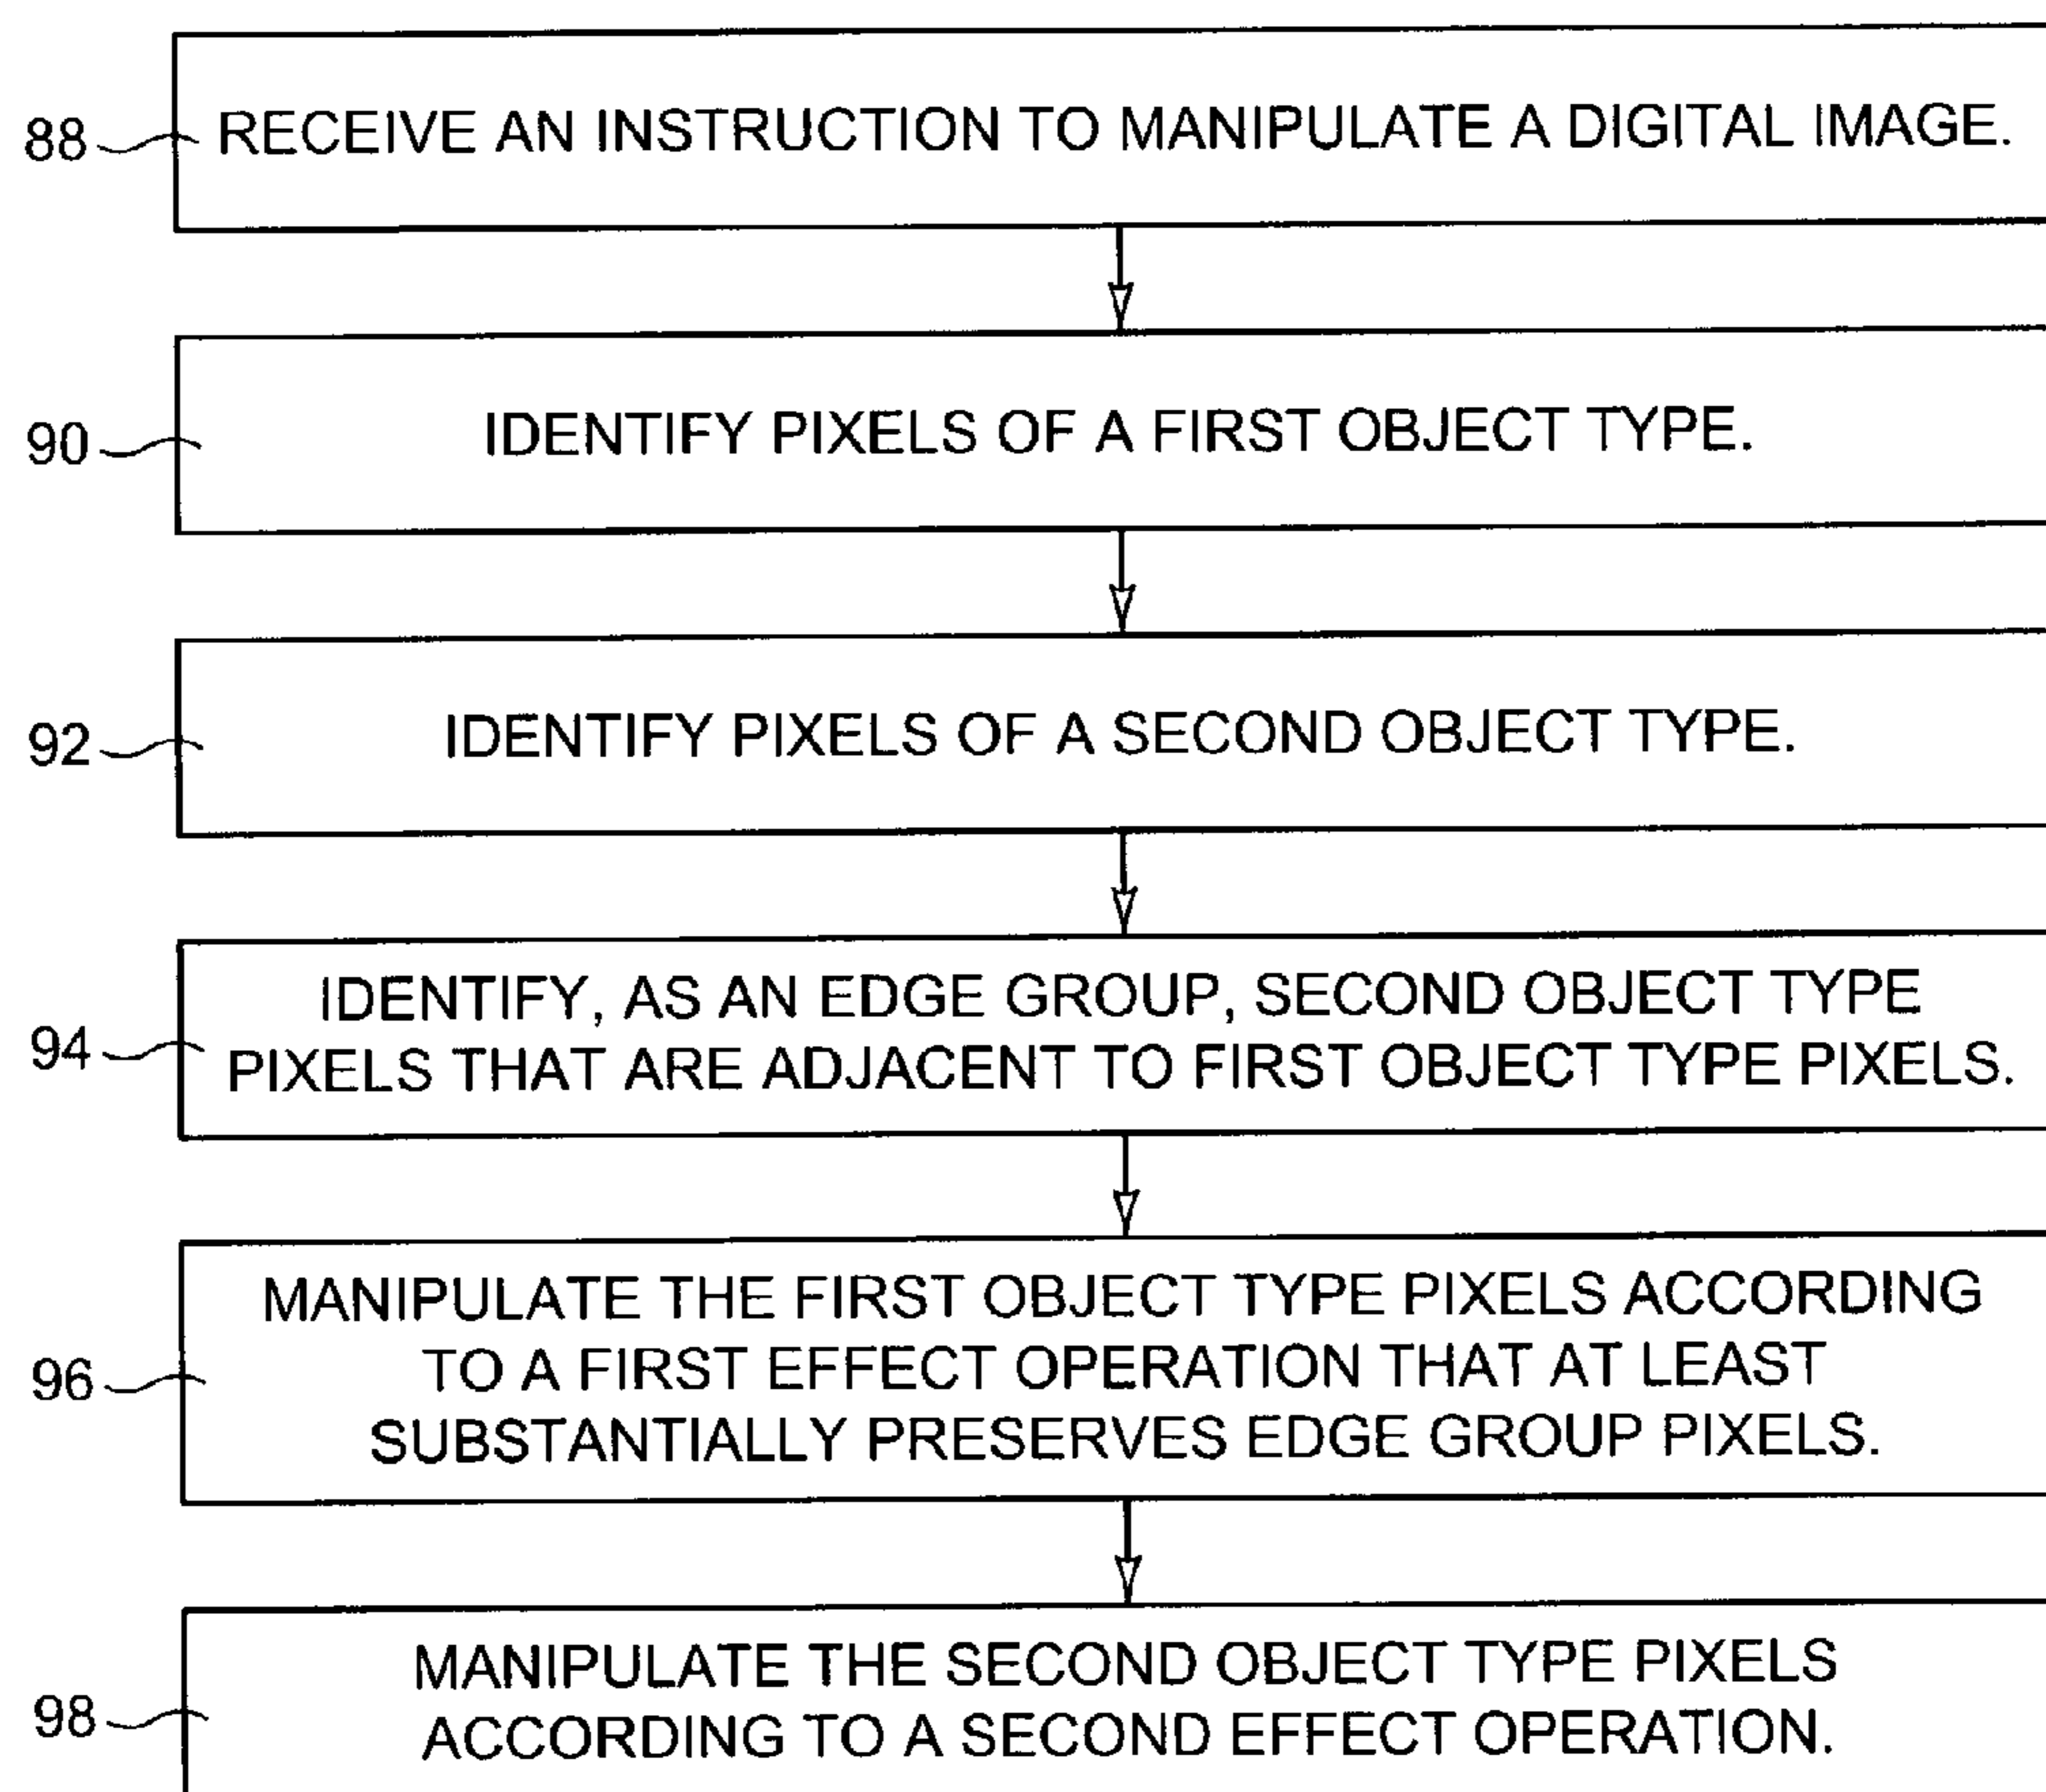 88 RECEIVE AN INSTRUCTION TO MANIPULATE A DIGITAL IMAGE.
90 IDENTIFY PIXELS OF A FIRST OBJECT TYPE.
92 IDENTIFY PIXELS OF A SECOND OBJECT TYPE.
IDENTIFY, AS AN EDGE GROUP, SECOND OBJECT TYPE
94 PIXELS THAT ARE ADJACENT TO FIRST OBJECT TYPE PIXELS.
MANIPULATE THE FIRST OBJECT TYPE PIXELS ACCORDING
96 TO A FIRST EFFECT OPERATION THAT AT LEAST
SUBSTANTIALLY PRESERVES EDGE GROUP PIXELS.
MANIPULATE THE SECOND OBJECT TYPE PIXELS
98 ACCORDING TO A SECOND EFFECT OPERATION.